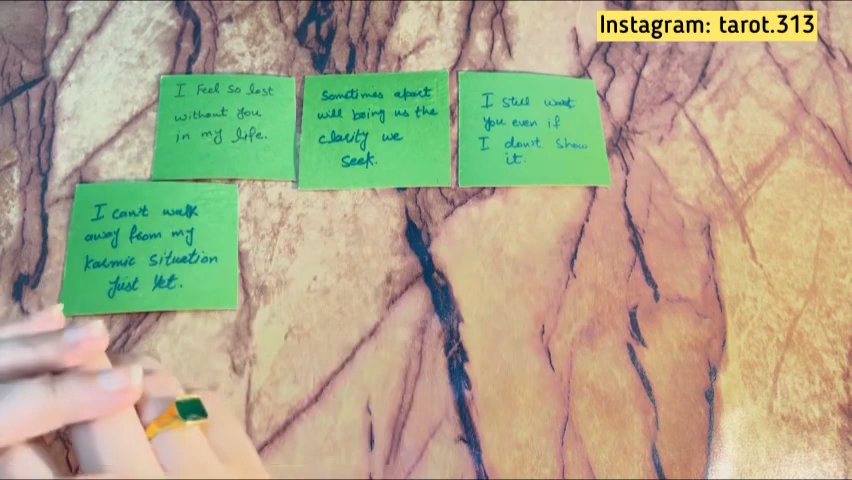 Instagram: tarot.313
I Feel so lost
without you
in my life.
Sometimes apart
will bring us the
clarity we
seek.
I still want
you even if
I don't show
it.
I can't walk
away from my
karmic situation
Just Yet.